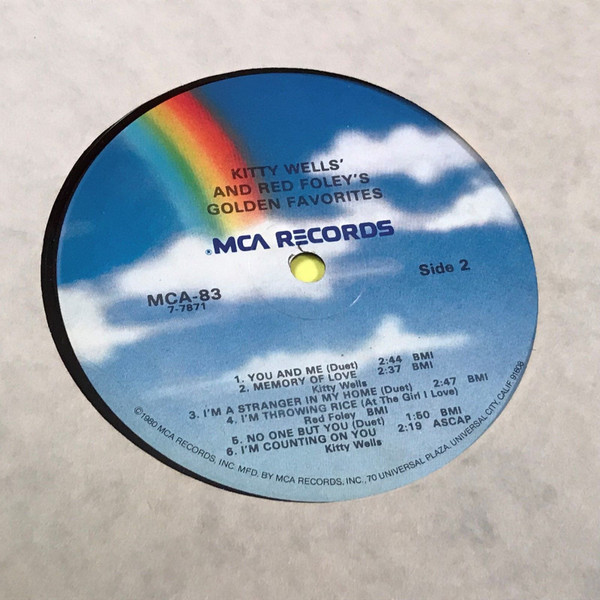 KITTY WELLS'
AND RED FOLEY'S
GOLDEN FAVORITES
®MCA RECORDS
MCA-83
7-7871
Side 2
1. YOU AND ME (Duet) 2:44 BMI
2. MEMORY OF LOVE 2:37 BMI
Kitty Wells
3. I'M A STRANGER IN MY HOME (Duet) 2:47 BMI
4. I'M THROWING RICE (At The Girl I Love)
Red Foley BMI
5. NO ONE BUT YOU (Duet) 1:50 BMI
6. I'M COUNTING ON YOU 2:19 ASCAP
Kitty Wells
©1980 MCA RECORDS, INC. MFD. BY MCA RECORDS, INC., 70 UNIVERSAL PLAZA, UNIVERSAL CITY, CALIF. 91608